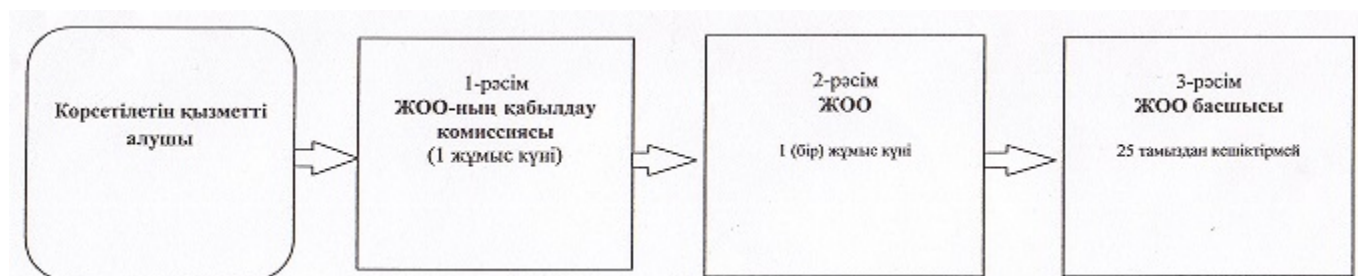 Көрсетілетін қызметті
алушы
1-рәсім
ЖОО-ның қабылдау
комиссиясы
(1 жұмыс күні)
2-рәсім
ЖОО
1 (бір) жұмыс күні
3-рәсім
ЖОО басшысы
25 тамыздан кешіктірмей